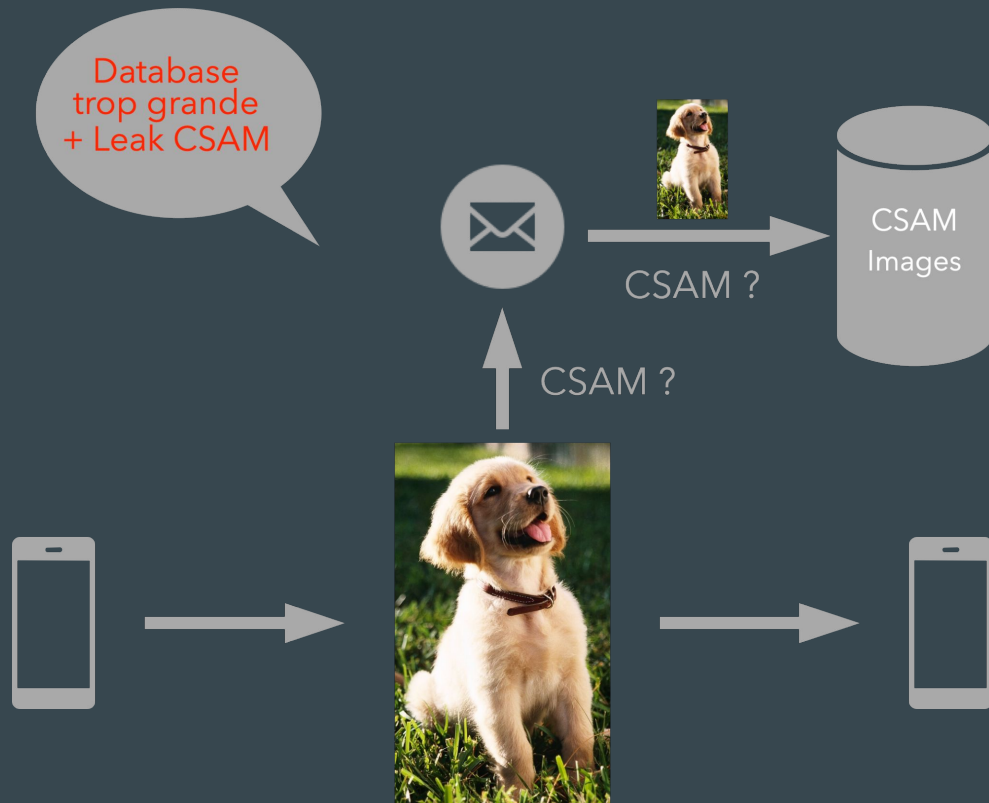 Database
trop grande
+ Leak CSAM
CSAM
Images
CSAM ?
CSAM ?